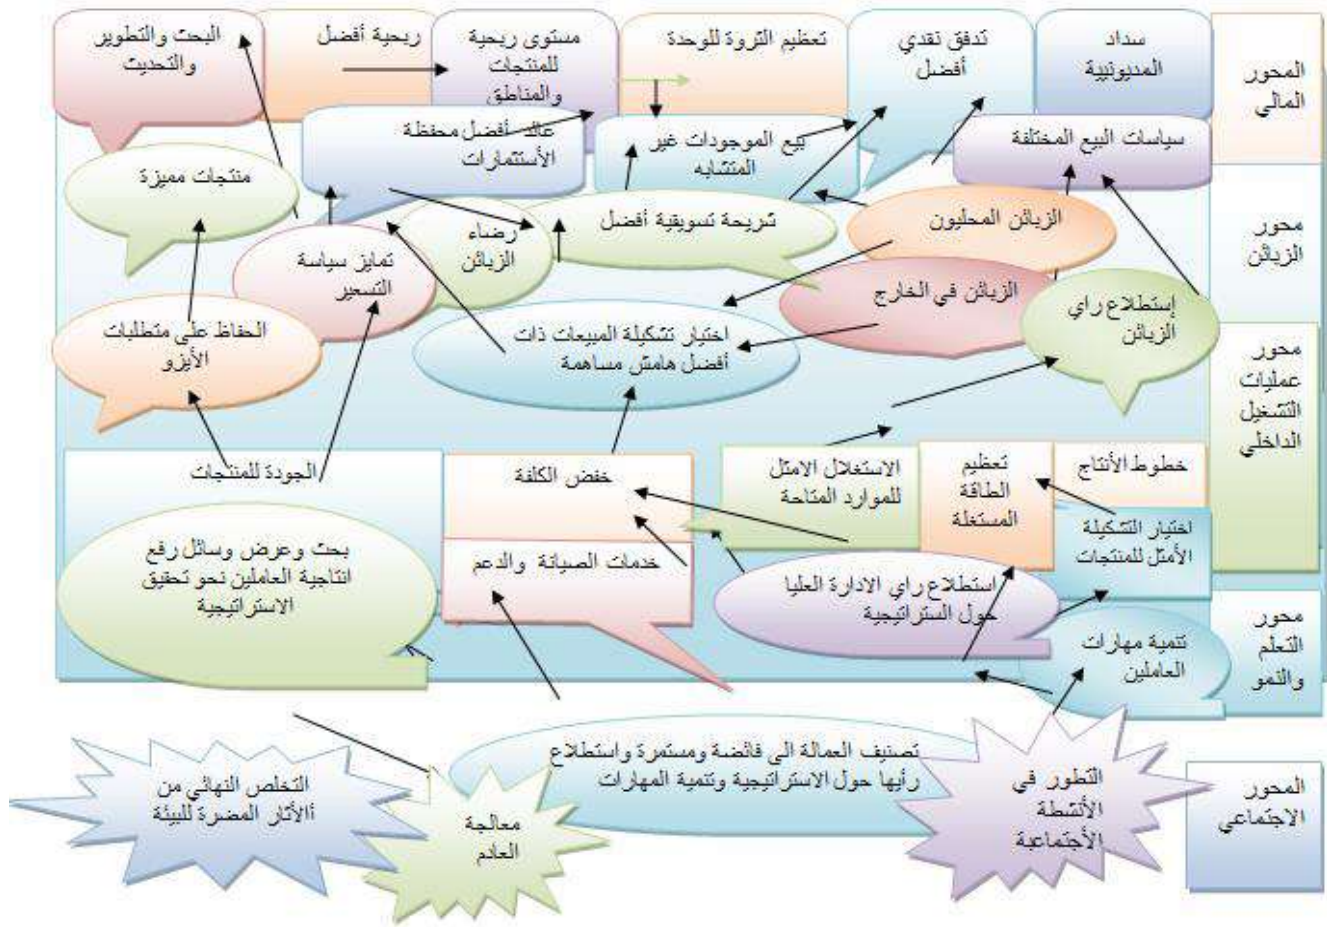 المحور
المالي
سداد
المديونيية
تدفق نقدي
أفضل
تعظيم الثروة للوحدة
مستوى ربحية
للمنتجات
والمناطق
ربحية أفضل
البحث والتطوير
والتحديث
سياسات البيع المختلفة
بيع الموجودات غير
المتشابه
عائد أفضل محفظة
الأستثمارات
محور
الزبائن
منتجات مميزة
الزبائن المحليون
شريحة تسويقية أفضل
رضاء
الزبائن
تمايز سياسة
التسعير
الزبائن في الخارج
إستطلاع راي
الزبائن
الحفاظ على متطلبات
الأيزو
اختيار تشكيلة المبيعات ذات
أفضل هامش مساهمة
محور
عمليات
التشغيل
الداخلي
خطوط الأنتاج
تعظيم
الطاقة
المستغلة
الاستغلال الامثل
للموارد المتاحة
خفض الكلفة
الجودة للمنتجات
اختيار التشكيلة
الأمثل للمنتجات
خدمات الصيانة والدعم
بحث وعرض وسائل رفع
انتاجية العاملين نحو تحقيق
الاستراتيجية
استطلاع راي الادارة العليا
حول الستراتيجية
محور
التعلم
والنمو
تنمية مهارات
العاملين
المحور
الاجتماعي
التطور في
الأنشطة
الأجتماعية
تصنيف العمالة الى فائضة ومستمرة واستطلاع
رأيها حول الاستراتيجية وتنمية المهارات
معالجة
العادم
التخلص النهائي من
األأثار المضرة للبيئة